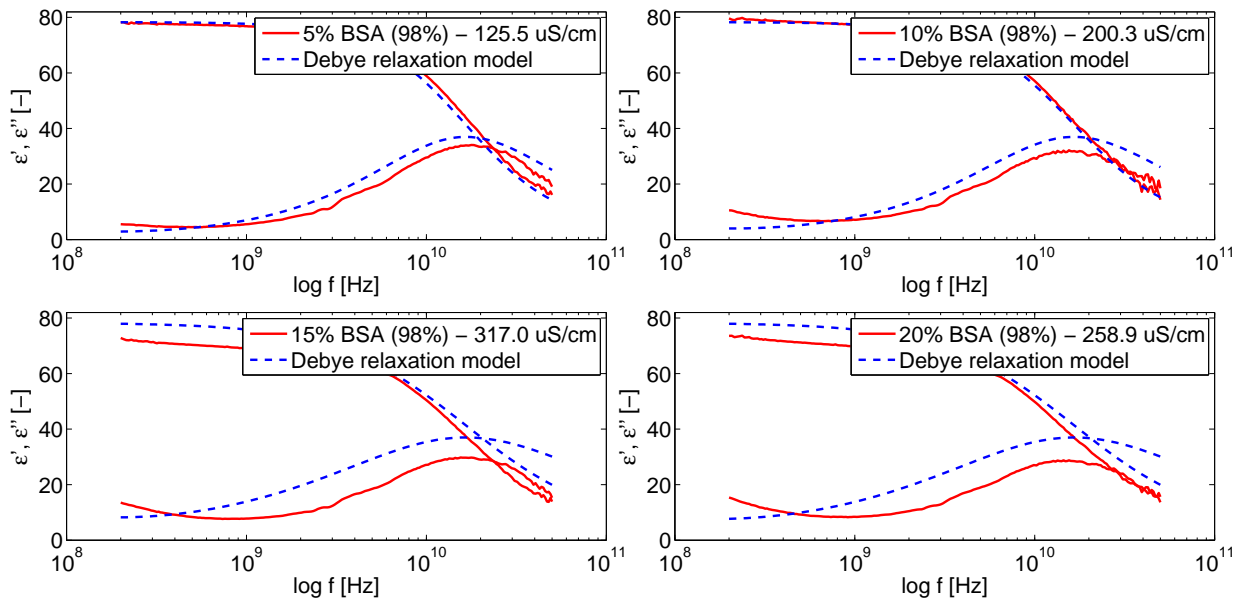 80
60
40
20
0
ε', ε'' [−]
5% BSA (98%) − 125.5 uS/cm
Debye relaxation model
10^8
10^9
10^10
10^11
log f [Hz]
80
60
40
20
0
ε', ε'' [−]
10% BSA (98%) − 200.3 uS/cm
Debye relaxation model
10^8
10^9
10^10
10^11
log f [Hz]
80
60
40
20
0
ε', ε'' [−]
15% BSA (98%) − 317.0 uS/cm
Debye relaxation model
10^8
10^9
10^10
10^11
log f [Hz]
80
60
40
20
0
ε', ε'' [−]
20% BSA (98%) − 258.9 uS/cm
Debye relaxation model
10^8
10^9
10^10
10^11
log f [Hz]